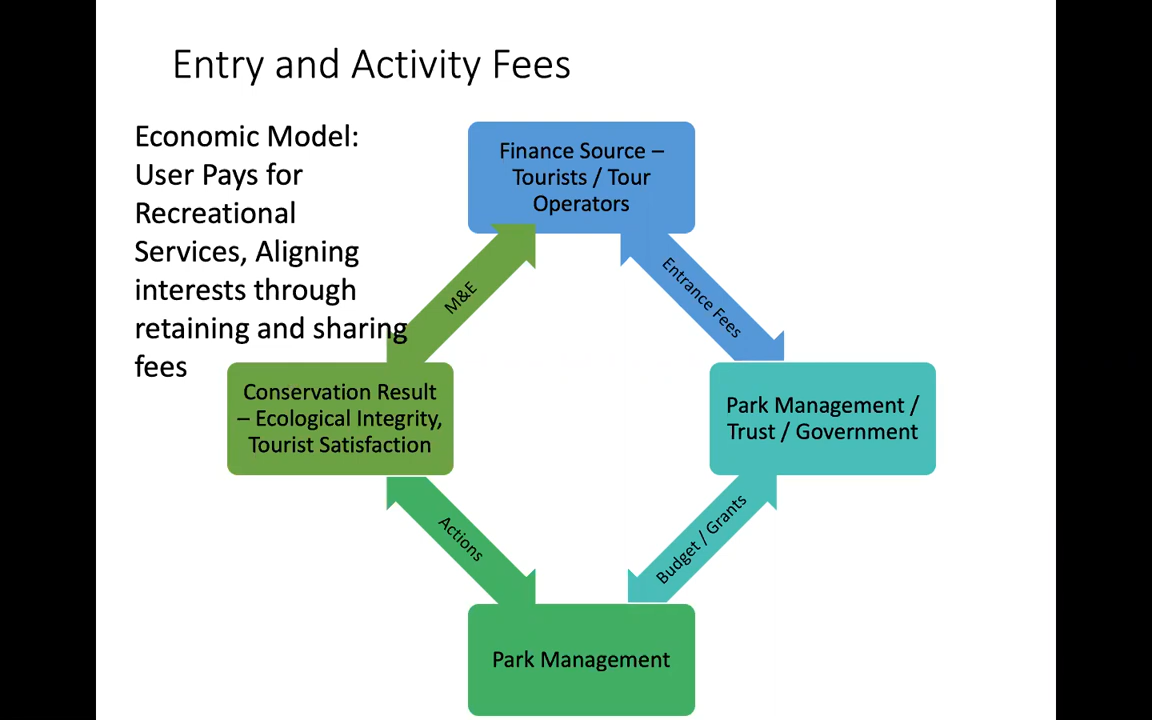 Entry and Activity Fees
Economic Model:
User Pays for
Recreational
Services, Aligning
interests through
retaining and sharing
fees
Finance Source –
Tourists / Tour
Operators
M&E
Entrance Fees
Conservation Result
– Ecological Integrity,
Tourist Satisfaction
Park Management /
Trust / Government
Actions
Budget / Grants
Park Management